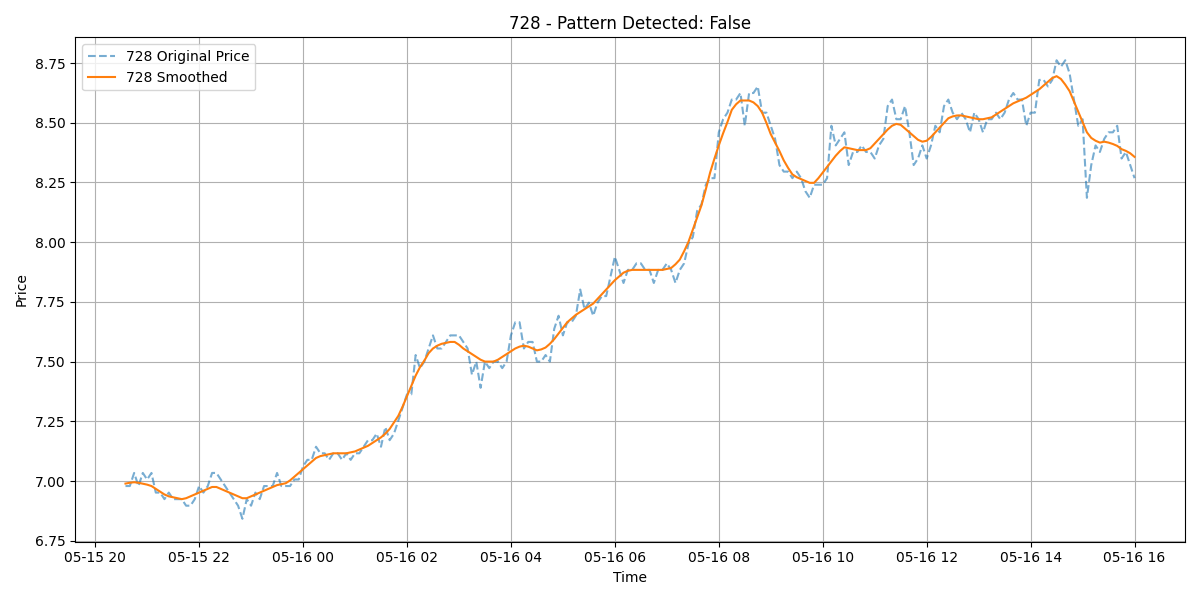 728 - Pattern Detected: False
728 Original Price
728 Smoothed
Price
8.75
8.50
8.25
8.00
7.75
7.50
7.25
7.00
6.75
05-15 20 05-15 22 05-16 00 05-16 02 05-16 04 05-16 06 05-16 08 05-16 10 05-16 12 05-16 14 05-16 16
Time